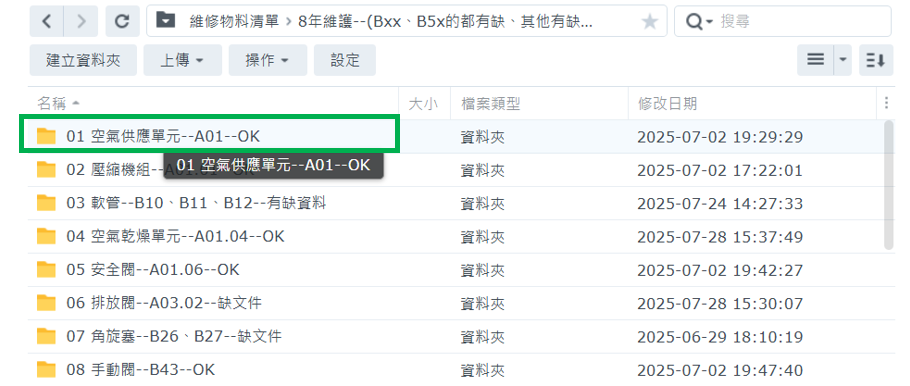 維修物料清單 › 8年維護--(Bxx、B5x的都有缺、其他有缺...
搜尋
建立資料夾 上傳 操作 設定
名稱 大小 檔案類型 修改日期
01 空氣供應單元--A01--OK 資料夾 2025-07-02 19:29:29
01 空氣供應單元--A01--OK
02 壓縮機組--A01.01--OK 資料夾 2025-07-02 17:22:01
03 軟管--B10、B11、B12--有缺資料 資料夾 2025-07-24 14:27:33
04 空氣乾燥單元--A01.04--OK 資料夾 2025-07-28 15:37:49
05 安全閥--A01.06--OK 資料夾 2025-07-02 19:42:27
06 排放閥--A03.02--缺文件 資料夾 2025-07-28 15:30:07
07 角旋塞--B26、B27--缺文件 資料夾 2025-06-29 18:10:19
08 手動閥--B43--OK 資料夾 2025-07-02 19:47:40